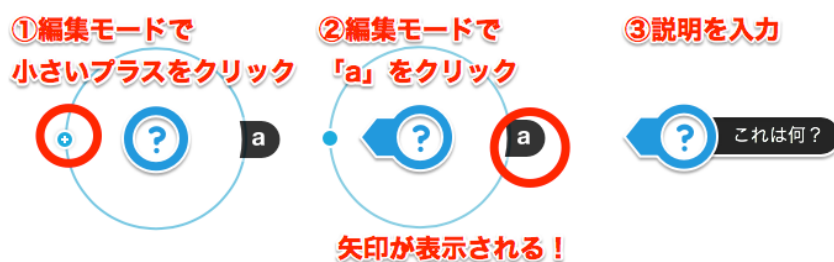 ①編集モードで
小さいプラスをクリック
?
a
②編集モードで
「a」をクリック
?
a
矢印が表示される！
③説明を入力
?
これは何？